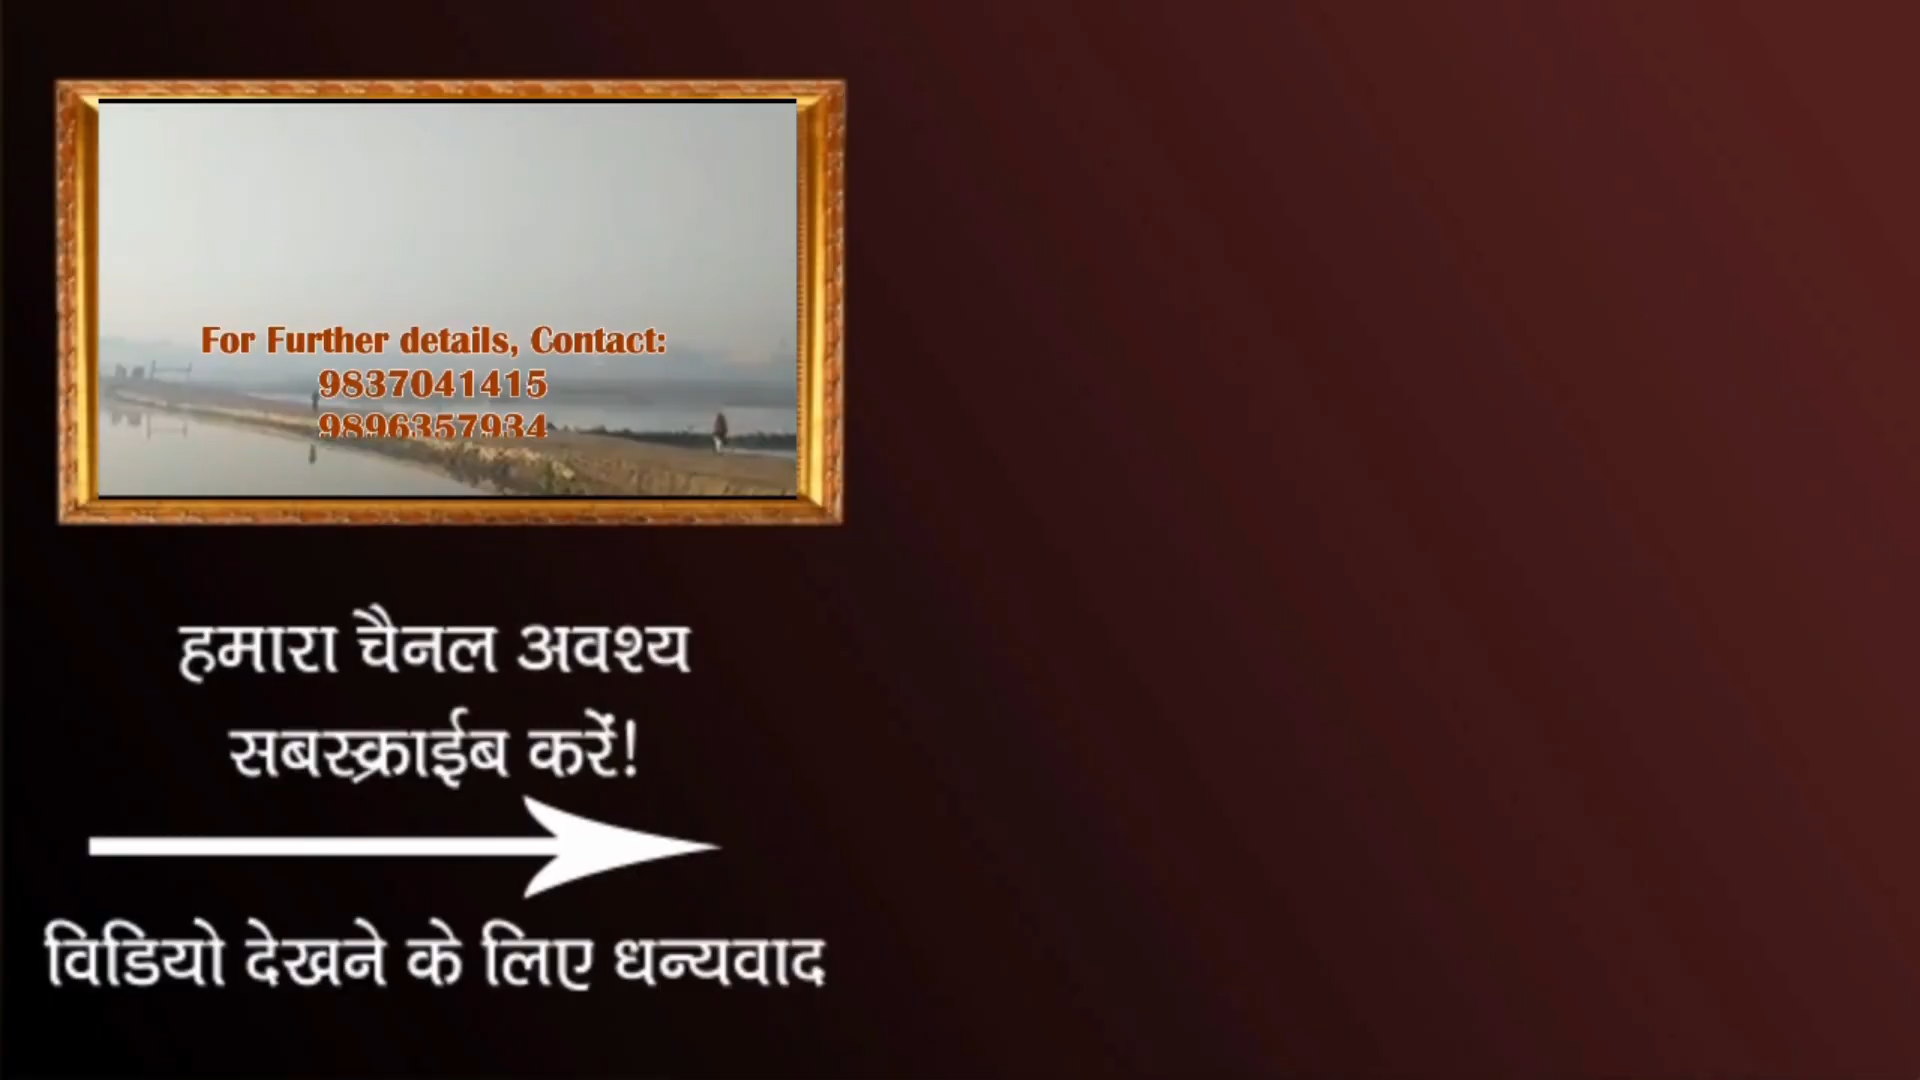 For Further details, Contact:
9837041415
9896357934
हमारा चैनल अवश्य
सबस्क्राईब करें!
विडियो देखने के लिए धन्यवाद